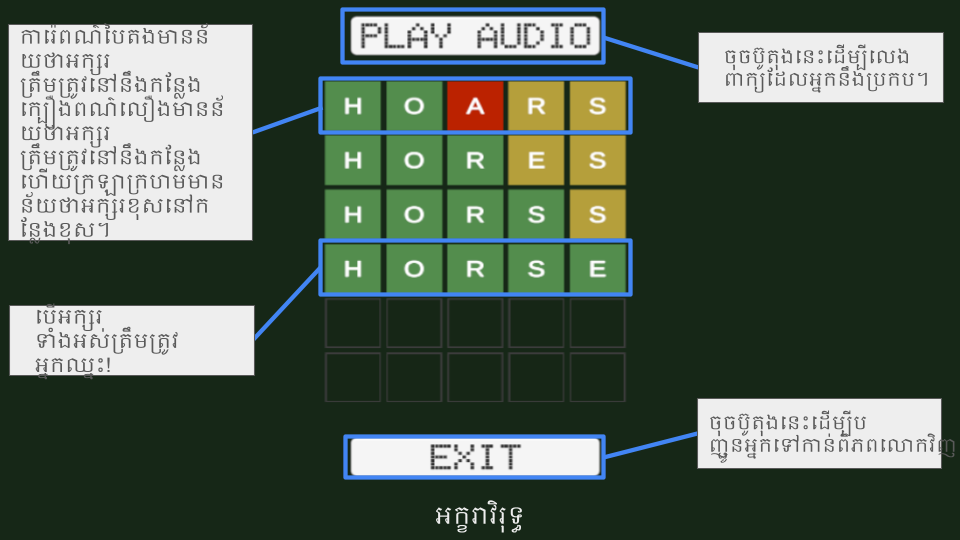 PLAY AUDIO
ការ៉េពណ៌បៃតងមានន័
យថាអក្សរ
ត្រឹមត្រូវនៅនឹងកន្លែង
ក្បឿងពណ៌លឿងមានន័
យថាអក្សរ
ត្រឹមត្រូវនៅនឹងកន្លែង
ហើយក្រឡាក្រហមមាន
ន័យថាអក្សរខុសនៅក
ន្លែងខុស។
ចុចប៊ូតុងនេះដើម្បីលេង
ពាក្យដែលអ្នកនឹងប្រកប។
H O A R S
H O R E S
H O R S S
H O R S E
បើអក្សរ
ទាំងអស់ត្រឹមត្រូវ
អ្នកឈ្នះ!
ចុចប៊ូតុងនេះដើម្បីប
ញ្ជូនអ្នកទៅកាន់ពិភពលោកវិញ
EXIT
អក្ខរាវិរុទ្ធ